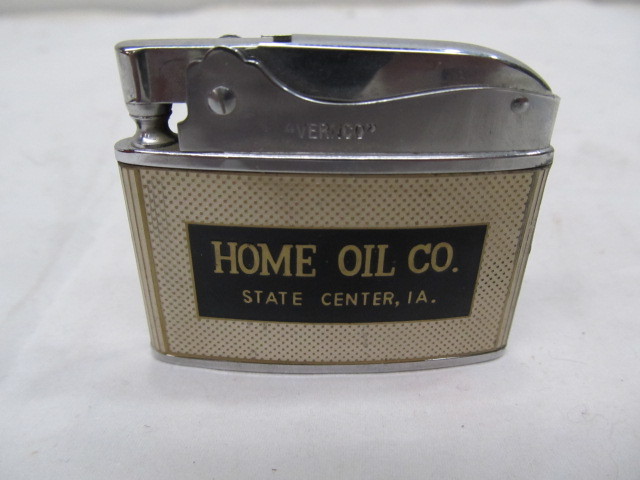 "VERNCO"
HOME OIL CO.
STATE CENTER, IA.